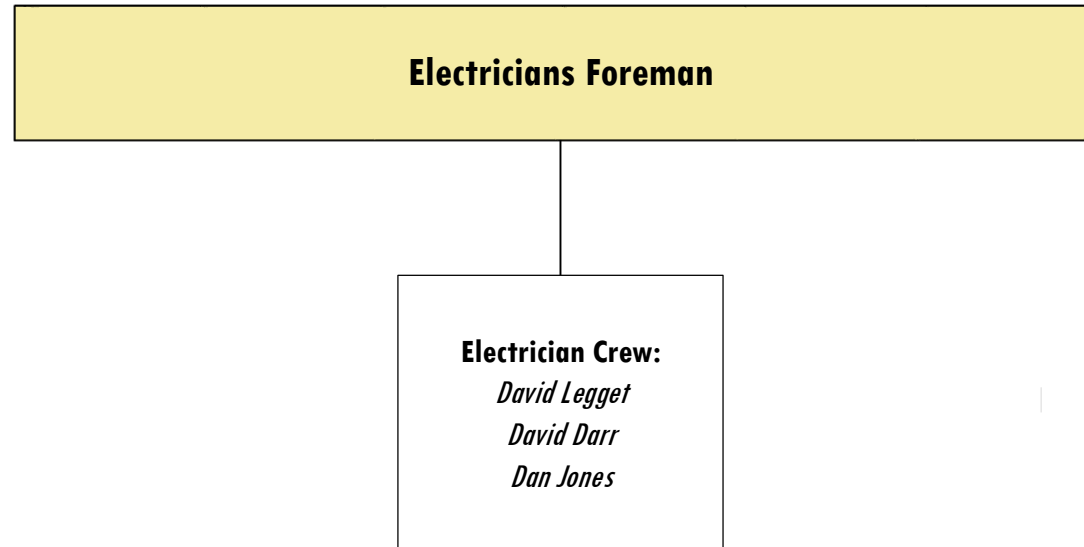 Electricians Foreman
Electrician Crew:
David Legget
David Darr
Dan Jones